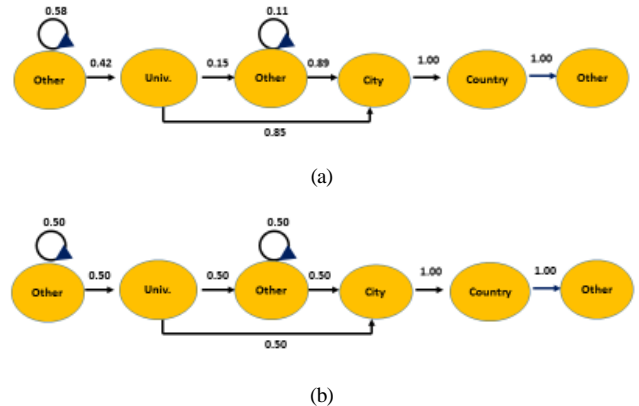 0.58 0.11
Other 0.42 Univ. 0.15 Other 0.89 City 1.00 Country 1.00 Other
0.85
(a)
0.50 0.50
Other 0.50 Univ. 0.50 Other 0.50 City 1.00 Country 1.00 Other
0.50
(b)